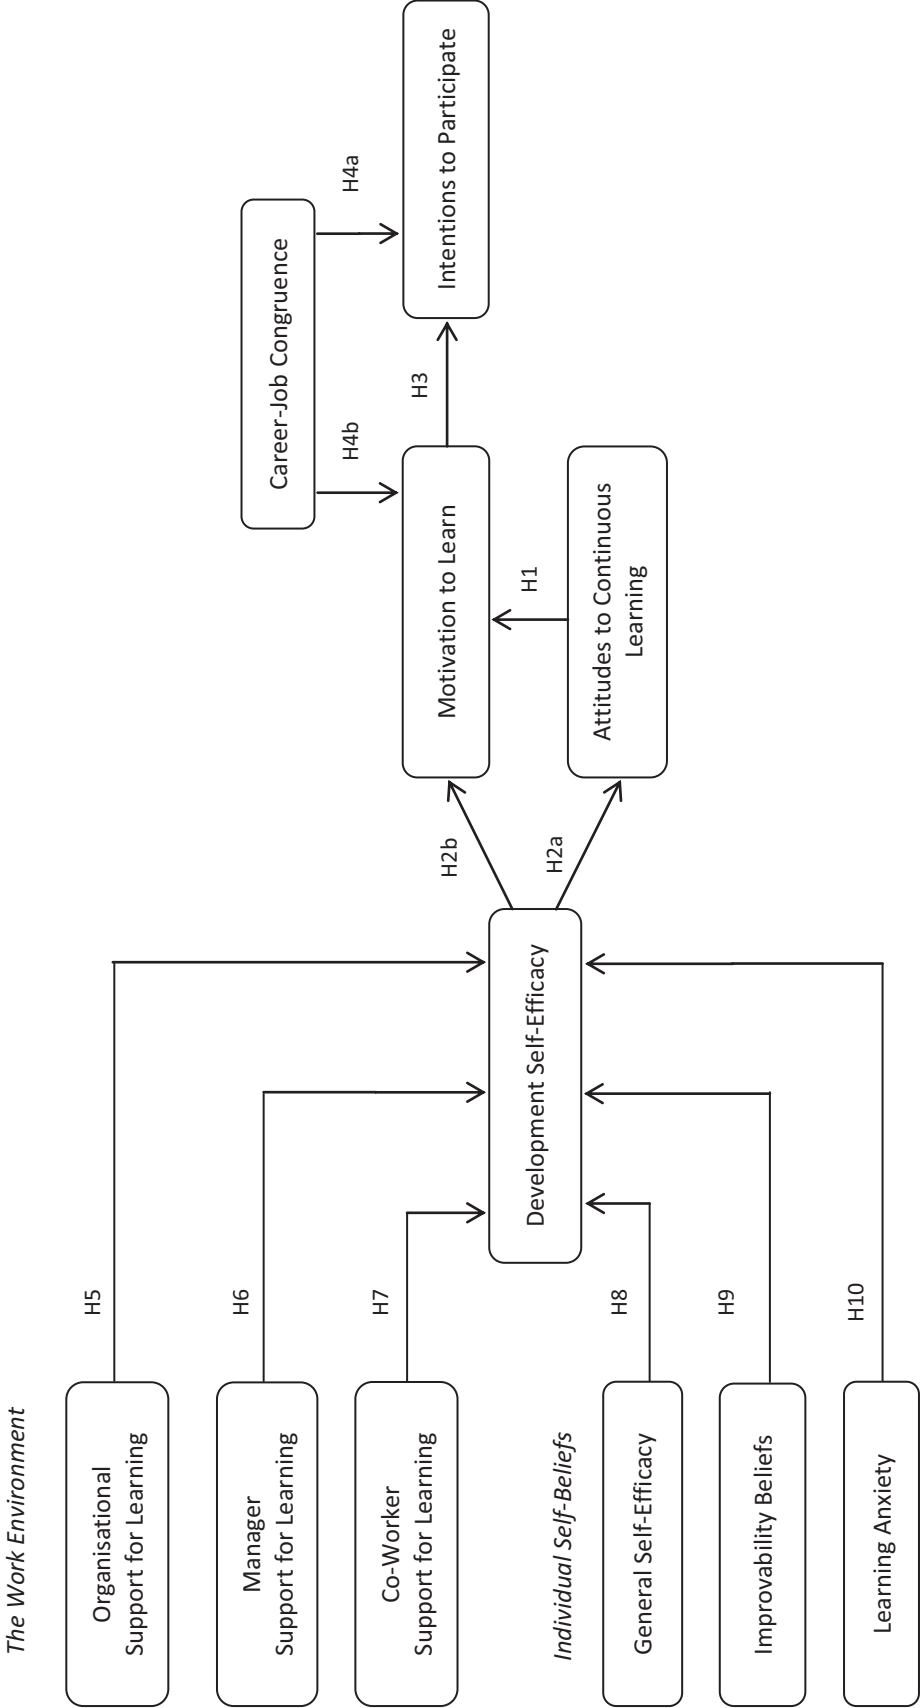 The Work Environment
Organisational
Support for Learning
H5
Manager
Support for Learning
H6
Co-Worker
Support for Learning
H7
Individual Self-Beliefs
General Self-Efficacy
H8
Improvability Beliefs
H9
Learning Anxiety
H10
Development Self-Efficacy
H2b
H2a
Motivation to Learn
Attitudes to Continuous
Learning
H1
H3
Career-Job Congruence
H4b
H4a
Intentions to Participate